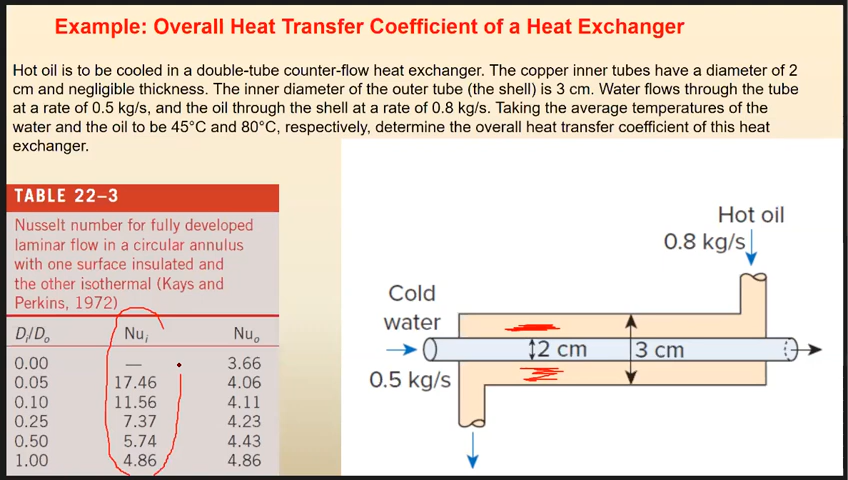 Example: Overall Heat Transfer Coefficient of a Heat Exchanger
Hot oil is to be cooled in a double-tube counter-flow heat exchanger. The copper inner tubes have a diameter of 2
cm and negligible thickness. The inner diameter of the outer tube (the shell) is 3 cm. Water flows through the tube
at a rate of 0.5 kg/s, and the oil through the shell at a rate of 0.8 kg/s. Taking the average temperatures of the
water and the oil to be 45°C and 80°C, respectively, determine the overall heat transfer coefficient of this heat
exchanger.
TABLE 22–3
Nusselt number for fully developed
laminar flow in a circular annulus
with one surface insulated and
the other isothermal (Kays and
Perkins, 1972)
Di/Do Nui Nuo
0.00 — 3.66
0.05 17.46 4.06
0.10 11.56 4.11
0.25 7.37 4.23
0.50 5.74 4.43
1.00 4.86 4.86
Hot oil
0.8 kg/s
Cold
water
0.5 kg/s
2 cm
3 cm